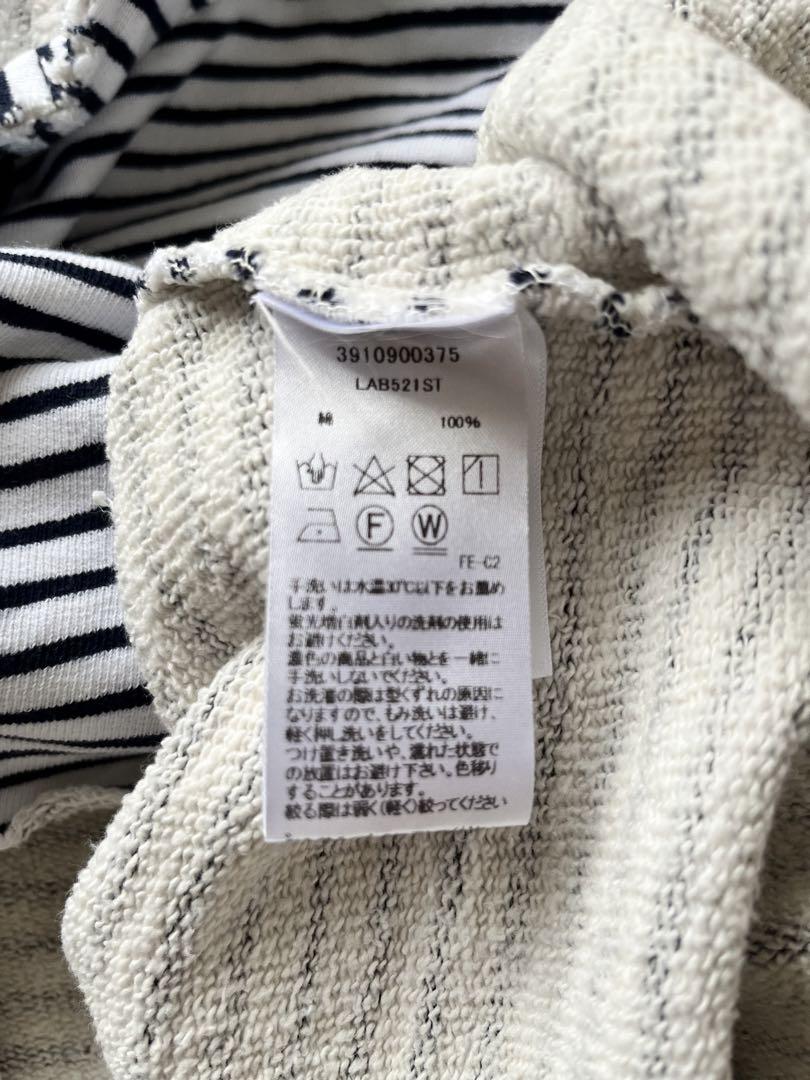 3910900375
LAB521ST
綿 100%
F W
FE-C2
手洗いは水温30℃以下をお薦め
します。
蛍光増白剤入りの洗剤の使用は
お避けください。
濃色の商品と白い物とを一緒に
手洗いしないでください。
お洗濯の際は型くずれの原因に
なりますので、もみ洗いは避け、
軽く押し洗いをしてください。
つけ置き洗いや、濡れた状態で
の放置はお避け下さい。色移り
することがあります。
絞る際は弱く(軽く)絞ってください
。